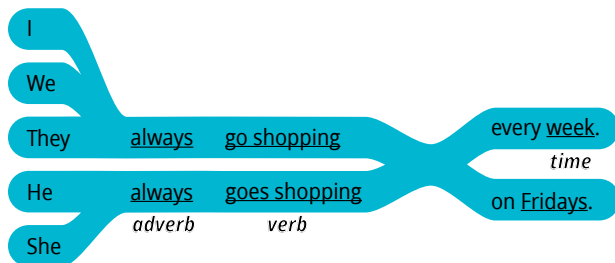 I
We
They always go shopping every week.
time
He always goes shopping on Fridays.
adverb verb
She